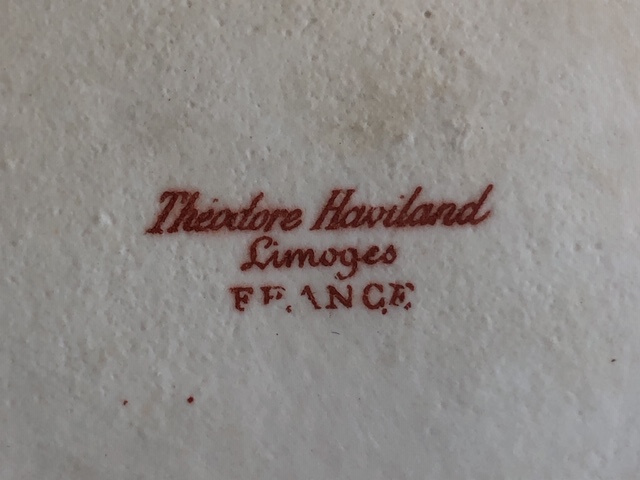 Théodore Haviland
Limoges
FRANCE